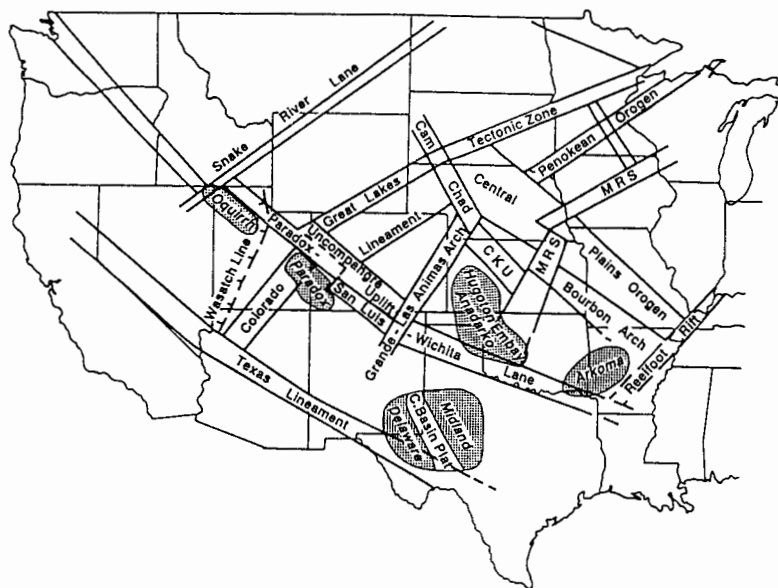 Snake River Lane
Great Lakes Tectonic Zone
Penokean Orogen
Cam Chad
Central
Plains Orogen
MRS
Oquirrh
Paradox -
Uncompahgre
Uplift
Lineament
Wasatch Line
Colorado
Paradox
San Luis
Grande - Las Animas Arch
CKU
MRS
Bourbon Arch
Hugoton Embay
Anadarko
Wichita
Lane
Arkoma
Reelfoot Rift
Texas Lineament
Delaware
C. Basin Plat
Midland